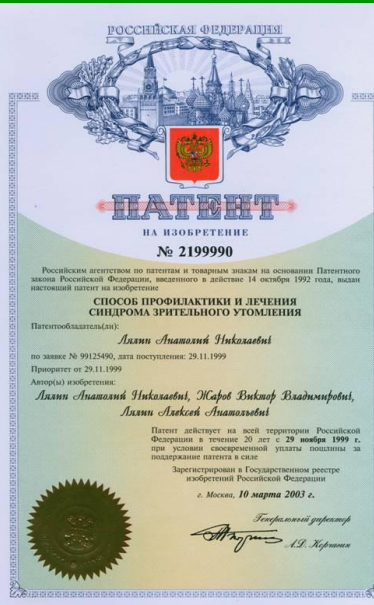 РОССИЙСКАЯ ФЕДЕРАЦИЯ
ПАТЕНТ
НА ИЗОБРЕТЕНИЕ
№ 2199990
Российским агентством по патентам и товарным знакам на основании Патентного
закона Российской Федерации, введенного в действие 14 октября 1992 года, выдан
настоящий патент на изобретение
СПОСОБ ПРОФИЛАКТИКИ И ЛЕЧЕНИЯ
СИНДРОМА ЗРИТЕЛЬНОГО УТОМЛЕНИЯ
Патентообладатель(ли):
Лялин Анатолий Николаевич
по заявке № 99125490, дата поступления: 29.11.1999
Приоритет от 29.11.1999
Автор(ы) изобретения:
Лялин Анатолий Николаевич, Жаров Виктор Владимирович,
Лялин Алексей Анатольевич
Патент действует на всей территории Российской
Федерации в течение 20 лет с 29 ноября 1999 г.
при условии своевременной уплаты пошлины за
поддержание патента в силе
Зарегистрирован в Государственном реестре
изобретений Российской Федерации
г. Москва, 10 марта 2003 г.
Генеральный директор
А.Д. Корчагин